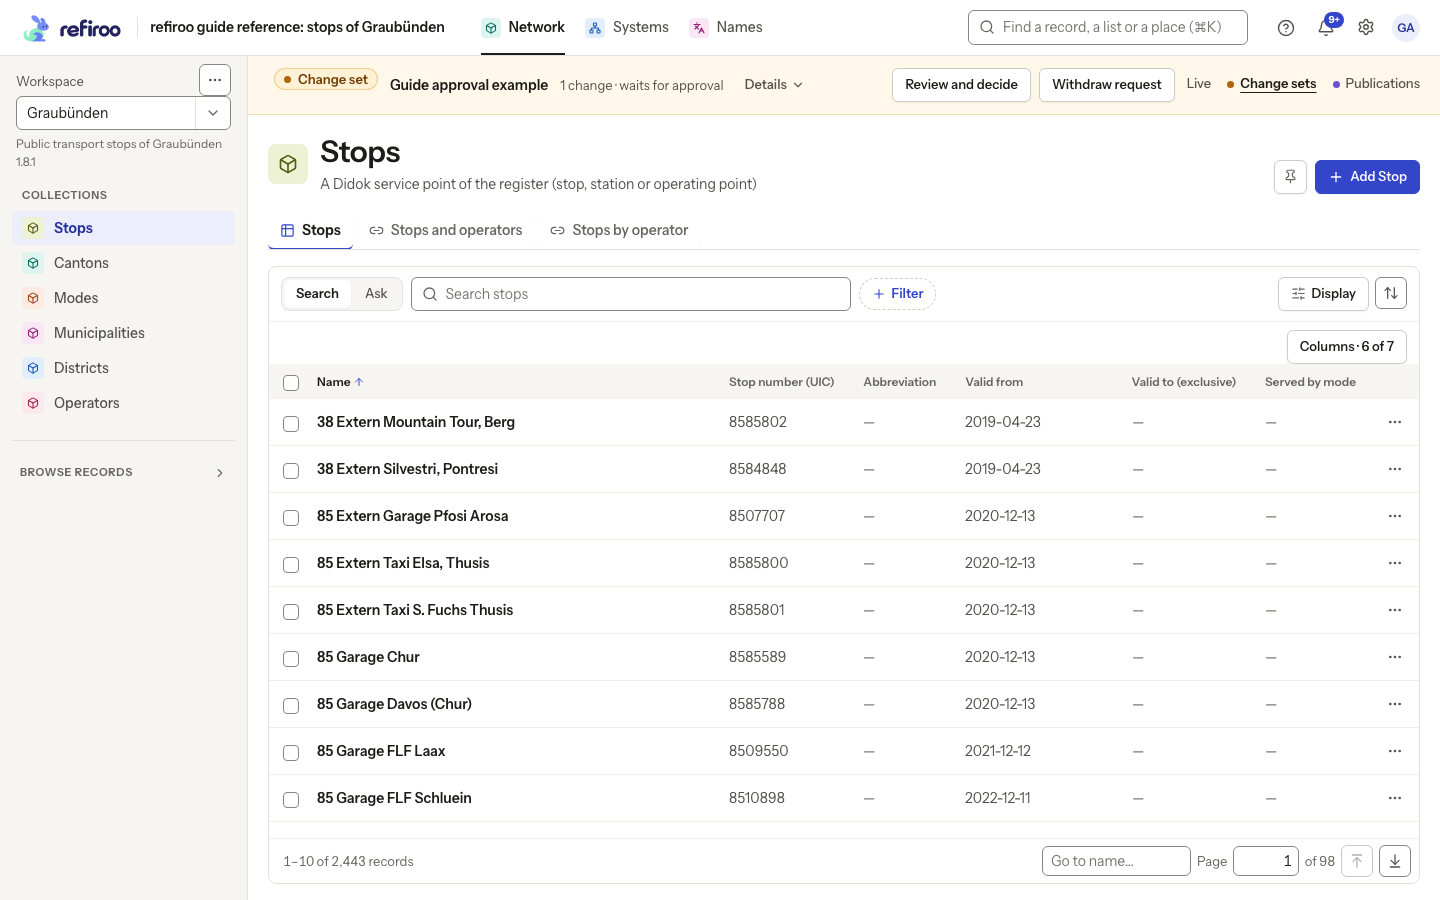 refiroo
refiroo guide reference: stops of Graubünden
Network
Systems
Names
Find a record, a list or a place (⌘K)
9+
GA
Workspace
Graubünden
Public transport stops of Graubünden
1.8.1
COLLECTIONS
Stops
Cantons
Modes
Municipalities
Districts
Operators
BROWSE RECORDS
Change set
Guide approval example
1 change · waits for approval
Details
Review and decide
Withdraw request
Live
Change sets
Publications
Stops
A Didok service point of the register (stop, station or operating point)
Add Stop
Stops
Stops and operators
Stops by operator
Search
Ask
Search stops
Filter
Display
Columns · 6 of 7
Name Stop number (UIC) Abbreviation Valid from Valid to (exclusive) Served by mode
38 Extern Mountain Tour, Berg 8585802 — 2019-04-23 — —
38 Extern Silvestri, Pontresi 8584848 — 2019-04-23 — —
85 Extern Garage Pfosi Arosa 8507707 — 2020-12-13 — —
85 Extern Taxi Elsa, Thusis 8585800 — 2020-12-13 — —
85 Extern Taxi S. Fuchs Thusis 8585801 — 2020-12-13 — —
85 Garage Chur 8585589 — 2020-12-13 — —
85 Garage Davos (Chur) 8585788 — 2020-12-13 — —
85 Garage FLF Laax 8509550 — 2021-12-12 — —
85 Garage FLF Schluein 8510898 — 2022-12-11 — —
1–10 of 2,443 records
Go to name...
Page 1 of 98